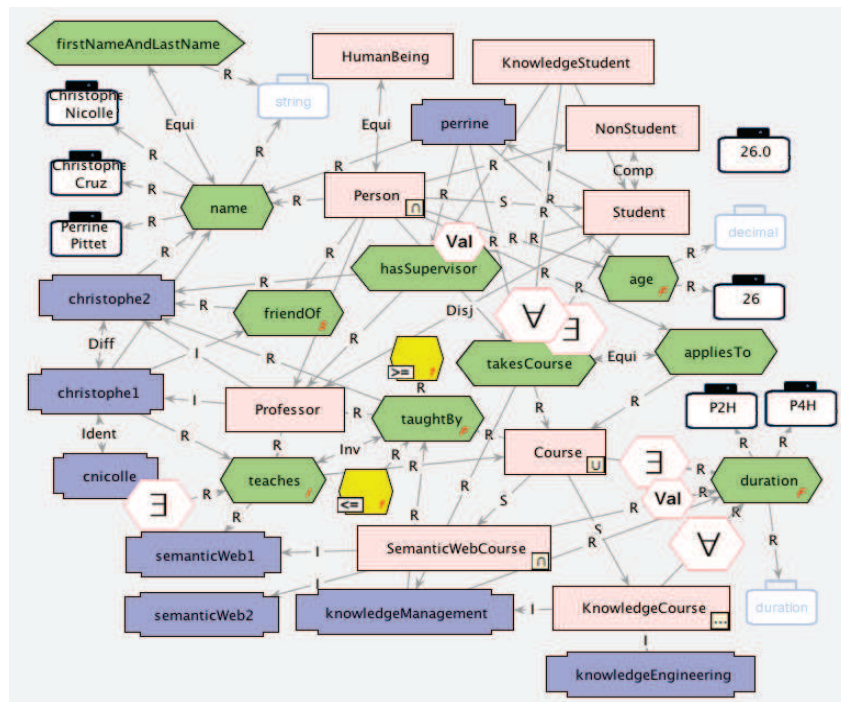 firstNameAndLastName
HumanBeing
KnowledgeStudent
R
Christophe
Nicolle
string
perrine
NonStudent
26.0
Equi
Equi
R
R
I
Comp
Christophe
Cruz
R
R
R
R
name
Person
∩
S
Student
R
R
Perrine
Pittet
R
R
Val
R
R
R
decimal
hasSupervisor
age
R
R
christophe2
R
R
26
friendOf
Disj
∀
∃
R
Diff
I
R
>=
takesCourse
Equi
appliesTo
christophe1
I
Professor
R
R
R
P2H
P4H
Ident
taughtBy
R
R
Inv
Course
∪
∃
R
R
R
cnicolle
teaches
duration
∃
R
<=
R
Val
R
R
S
R
S
∀
R
R
semanticWeb1
I
SemanticWebCourse
∩
R
I
semanticWeb2
knowledgeManagement
I
KnowledgeCourse
...
duration
I
knowledgeEngineering